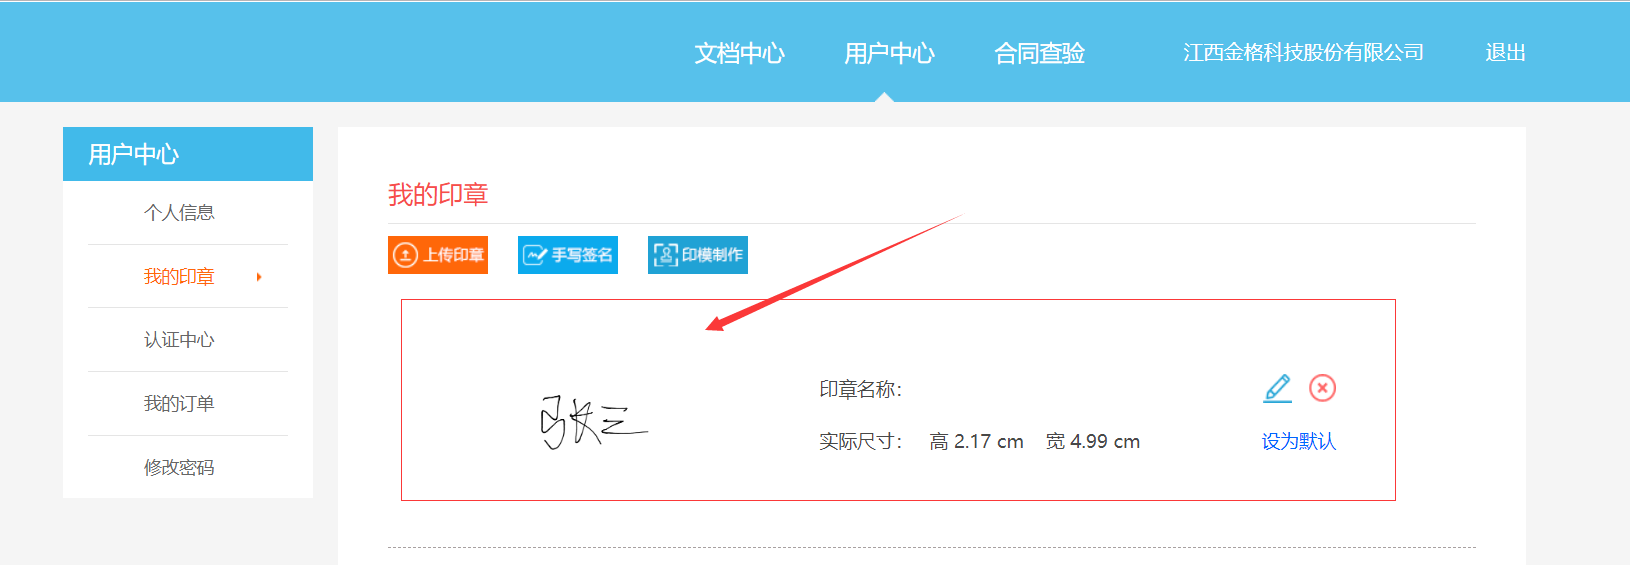 文档中心 用户中心 合同查验 江西金格科技股份有限公司 退出
用户中心
个人信息
我的印章
认证中心
我的订单
修改密码
我的印章
上传印章 手写签名 印模制作
张三
印章名称：
实际尺寸： 高 2.17 cm 宽 4.99 cm
设为默认